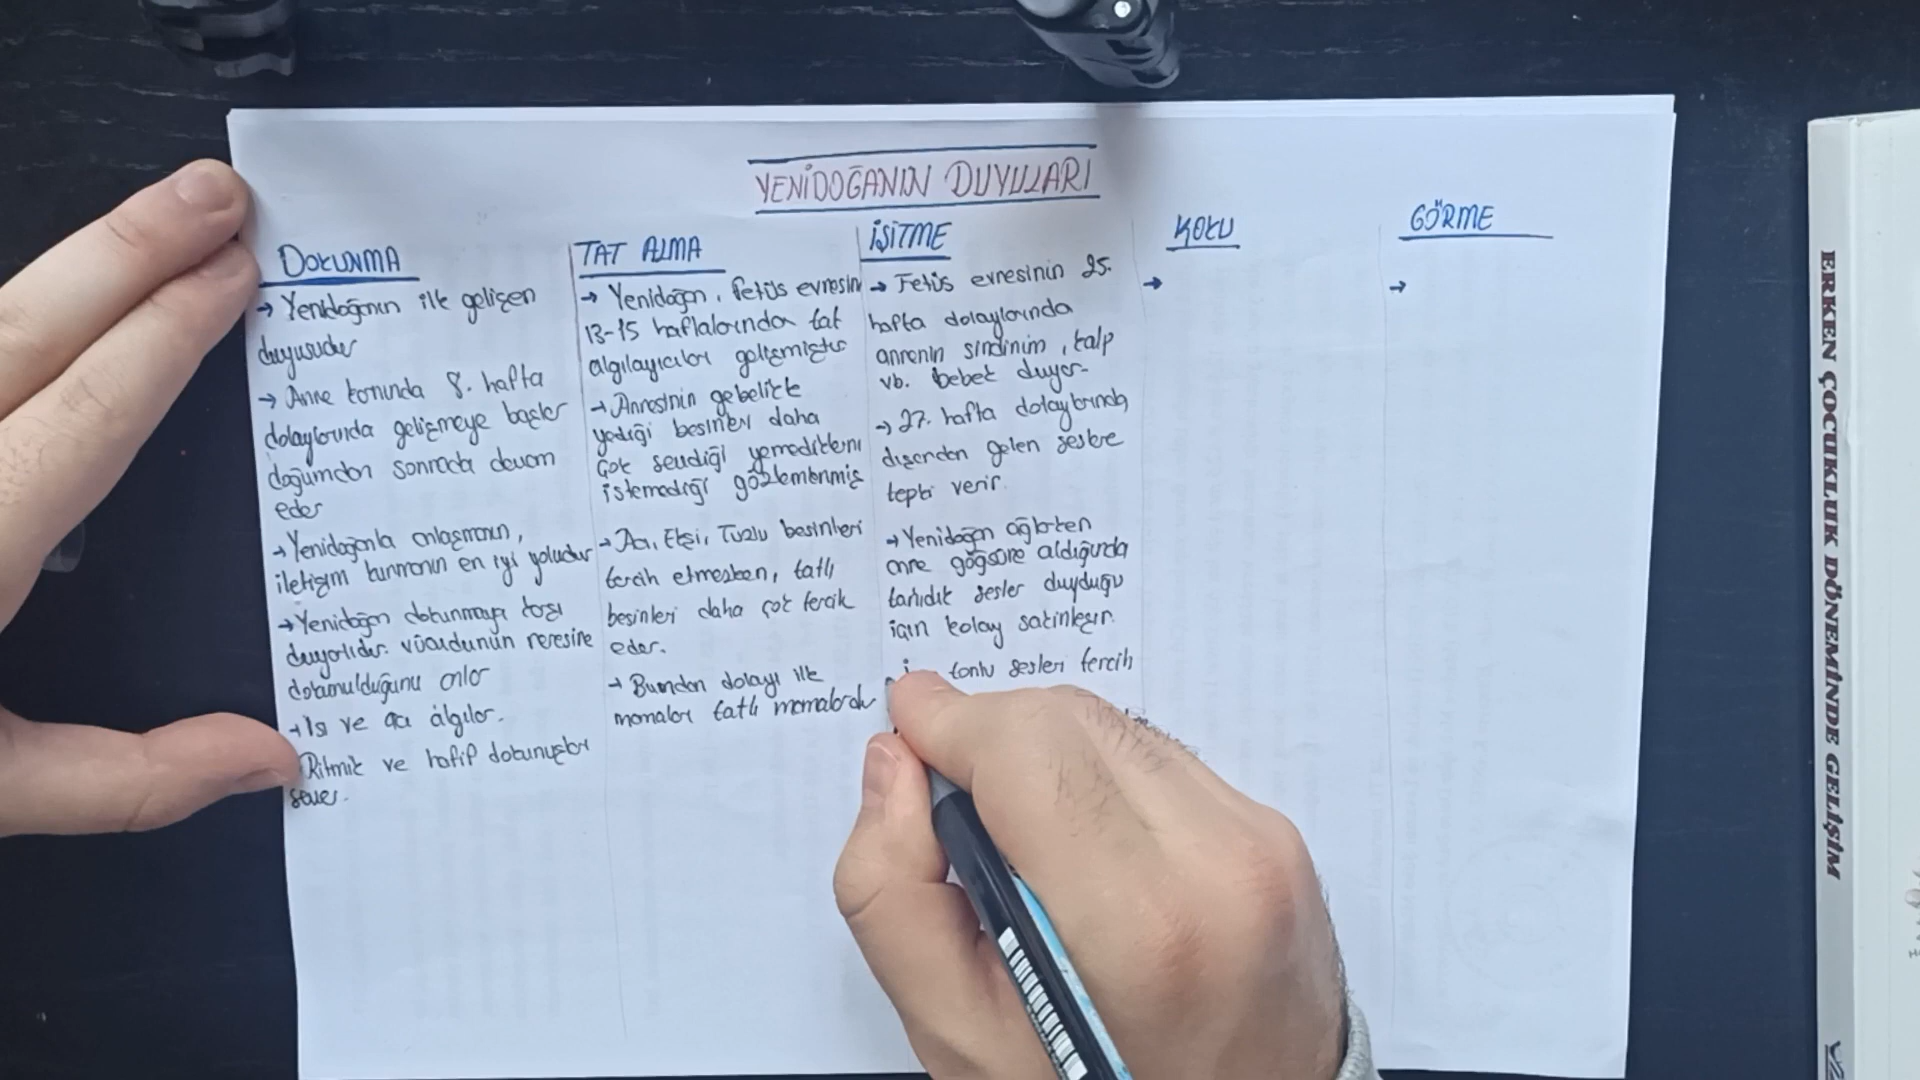 YENİDOĞANIN DUYULARI
DOKUNMA
→ Yenidoğanın ilk gelişen
duyusudur
→ Anne karnında 8. hafta
dolaylarında gelişmeye başlar
doğumdan sonrada devam
eder
→ Yenidoğanla anlaşmanın,
iletişim kurmanın en iyi yoludur
→ Yenidoğan dokunmaya karşı
duyarlıdır. vücudunun neresine
dokunulduğunu anlar
→ Isı ve acı algılar.
Ritmik ve hafif dokunuşları
sever.
TAT ALMA
→ Yenidoğan, fetüs evresin
13-15 haftalarında tat
algılayıcıları gelişmiştir
→ Annesinin gebelikte
yediği besinleri daha
çok sevdiği yemediklerini
istemediği gözlemlenmiş
→ Acı, Ekşi, Tuzlu besinleri
tercih etmezken, tatlı
besinleri daha çok tercih
eder.
→ Bundan dolayı ilk
mamalar tatlı mamalardır
İŞİTME
→ Fetüs evresinin 25.
hafta dolaylarında
annenin sindirim, kalp
vb. bebek duyar.
→ 27. hafta dolaylarında
dışarıdan gelen seslere
tepki verir.
→ Yenidoğan ağlarken
anne göğsüne aldığında
tanıdık sesler duyduğu
için kolay sakinleşir.
tonlu sesleri tercih
KOKU
→
GÖRME
→
ERKEN ÇOCUKLUK DÖNEMİNDE GELİŞİM